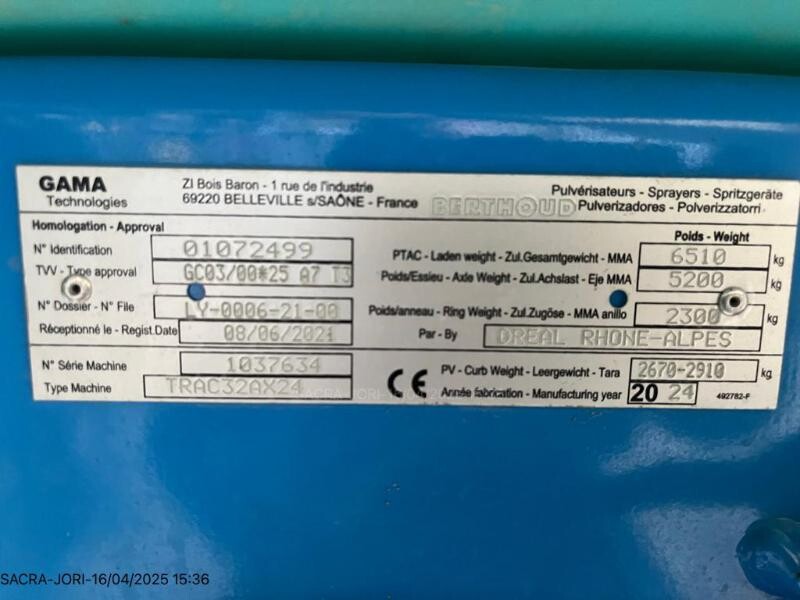 GAMA
Technologies
ZI Bois Baron - 1 rue de l'industrie
69220 BELLEVILLE s/SAÔNE - France
BERTHOUD
Pulvérisateurs - Sprayers - Spritzgeräte
Pulverizadores - Polverizzatorri
Homologation - Approval
Poids - Weight
N° Identification 01072499
PTAC - Laden weight - Zul.Gesamtgewicht - MMA 6510 kg
TVV - Type approval GC03/00*25 A7 T3
Poids/Essieu - Axle Weight - Zul.Achslast - Eje MMA 5200 kg
N° Dossier - N° File LY-0006-21-00
Poids/anneau - Ring Weight - Zul.Zugöse - MMA anillo 2300 kg
Réceptionné le - Regist.Date 08/06/2021
Par - By DREAL RHONE-ALPES
N° Série Machine 1037634
PV - Curb Weight - Leergewicht - Tara 2670-2910 kg
Type Machine TRAC32AX24
CE
Année fabrication - Manufacturing year 2024
492782-F
SACRA-JORI-16/04/2025 15:36